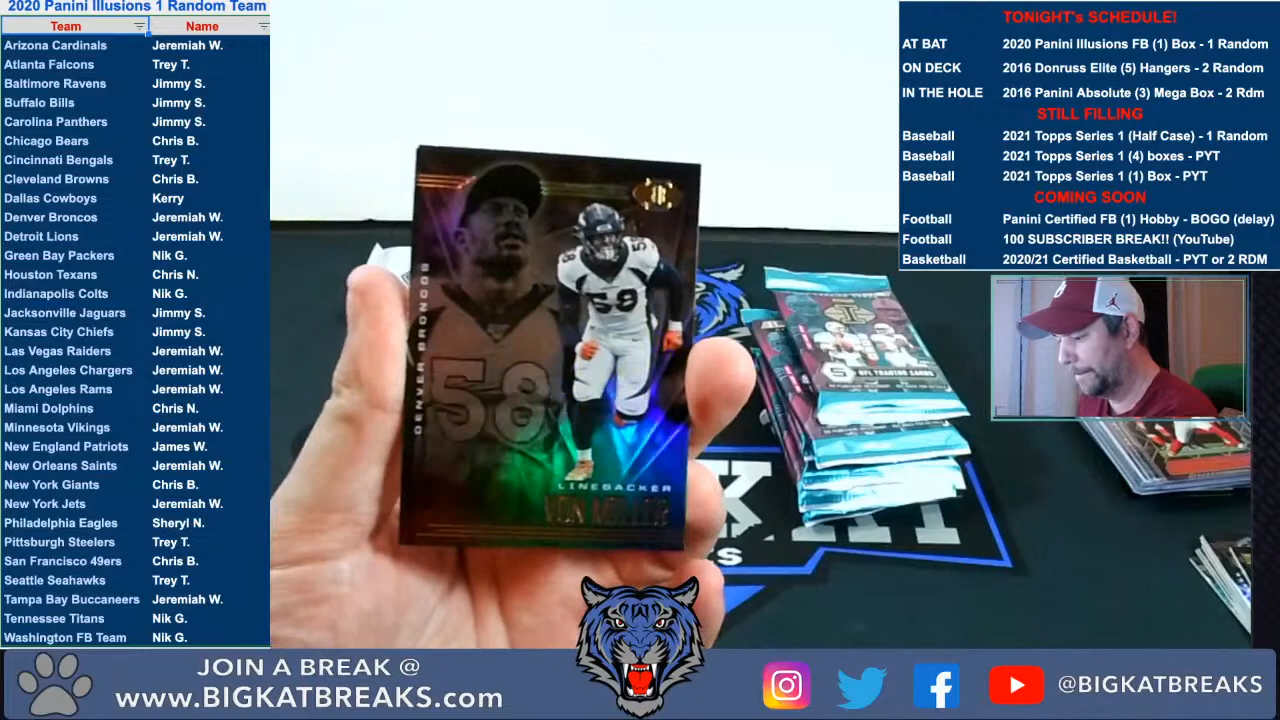 2020 Panini Illusions 1 Random Team
Team Name
Arizona Cardinals Jeremiah W.
Atlanta Falcons Trey T.
Baltimore Ravens Jimmy S.
Buffalo Bills Jimmy S.
Carolina Panthers Jimmy S.
Chicago Bears Chris B.
Cincinnati Bengals Trey T.
Cleveland Browns Chris B.
Dallas Cowboys Kerry
Denver Broncos Jeremiah W.
Detroit Lions Jeremiah W.
Green Bay Packers Nik G.
Houston Texans Chris N.
Indianapolis Colts Nik G.
Jacksonville Jaguars Jimmy S.
Kansas City Chiefs Jimmy S.
Las Vegas Raiders Jeremiah W.
Los Angeles Chargers Jeremiah W.
Los Angeles Rams Jeremiah W.
Miami Dolphins Chris N.
Minnesota Vikings Jeremiah W.
New England Patriots James W.
New Orleans Saints Jeremiah W.
New York Giants Chris B.
New York Jets Jeremiah W.
Philadelphia Eagles Sheryl N.
Pittsburgh Steelers Trey T.
San Francisco 49ers Chris B.
Seattle Seahawks Trey T.
Tampa Bay Buccaneers Jeremiah W.
Tennessee Titans Nik G.
Washington FB Team Nik G.
DENVER BRONCOS
58
58
58
LINEBACKER
VON MILLER
NFL TRADING CARDS
TONIGHT's SCHEDULE!
AT BAT 2020 Panini Illusions FB (1) Box - 1 Random
ON DECK 2016 Donruss Elite (5) Hangers - 2 Random
IN THE HOLE 2016 Panini Absolute (3) Mega Box - 2 Rdm
STILL FILLING
Baseball 2021 Topps Series 1 (Half Case) - 1 Random
Baseball 2021 Topps Series 1 (4) boxes - PYT
Baseball 2021 Topps Series 1 (1) Box - PYT
COMING SOON
Football Panini Certified FB (1) Hobby - BOGO (delay)
Football 100 SUBSCRIBER BREAK!! (YouTube)
Basketball 2020/21 Certified Basketball - PYT or 2 RDM
JOIN A BREAK @
www.BIGKATBREAKS.com
@BIGKATBREAKS